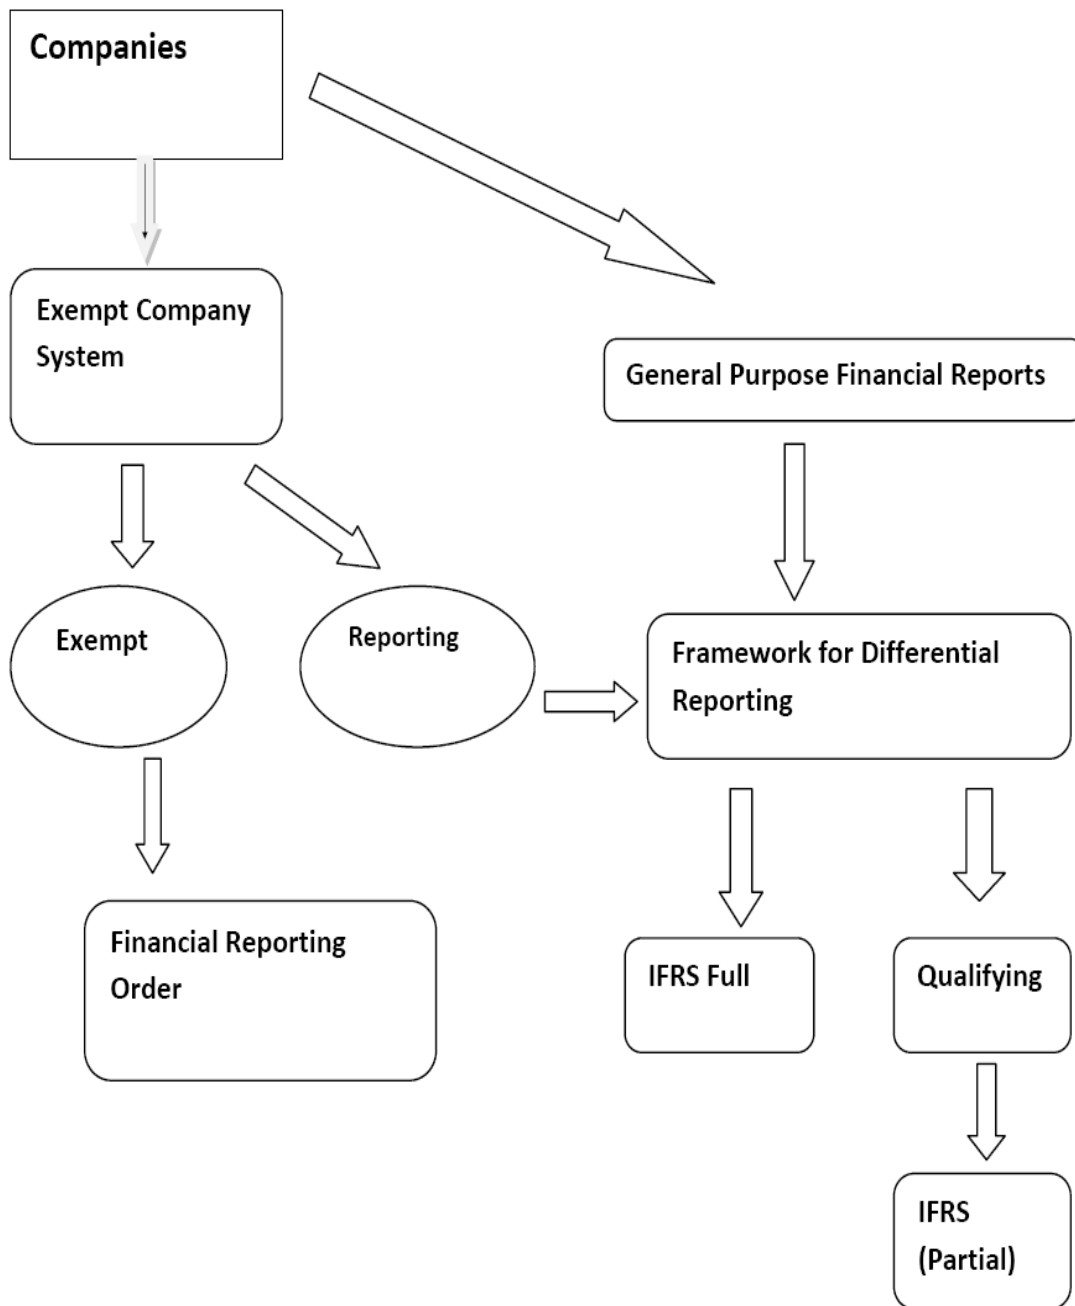 Companies
Exempt Company
System
General Purpose Financial Reports
Exempt
Reporting
Framework for Differential
Reporting
Financial Reporting
Order
IFRS Full
Qualifying
IFRS
(Partial)